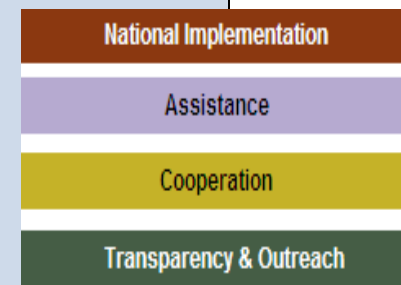 National Implementation
Assistance
Cooperation
Transparency & Outreach